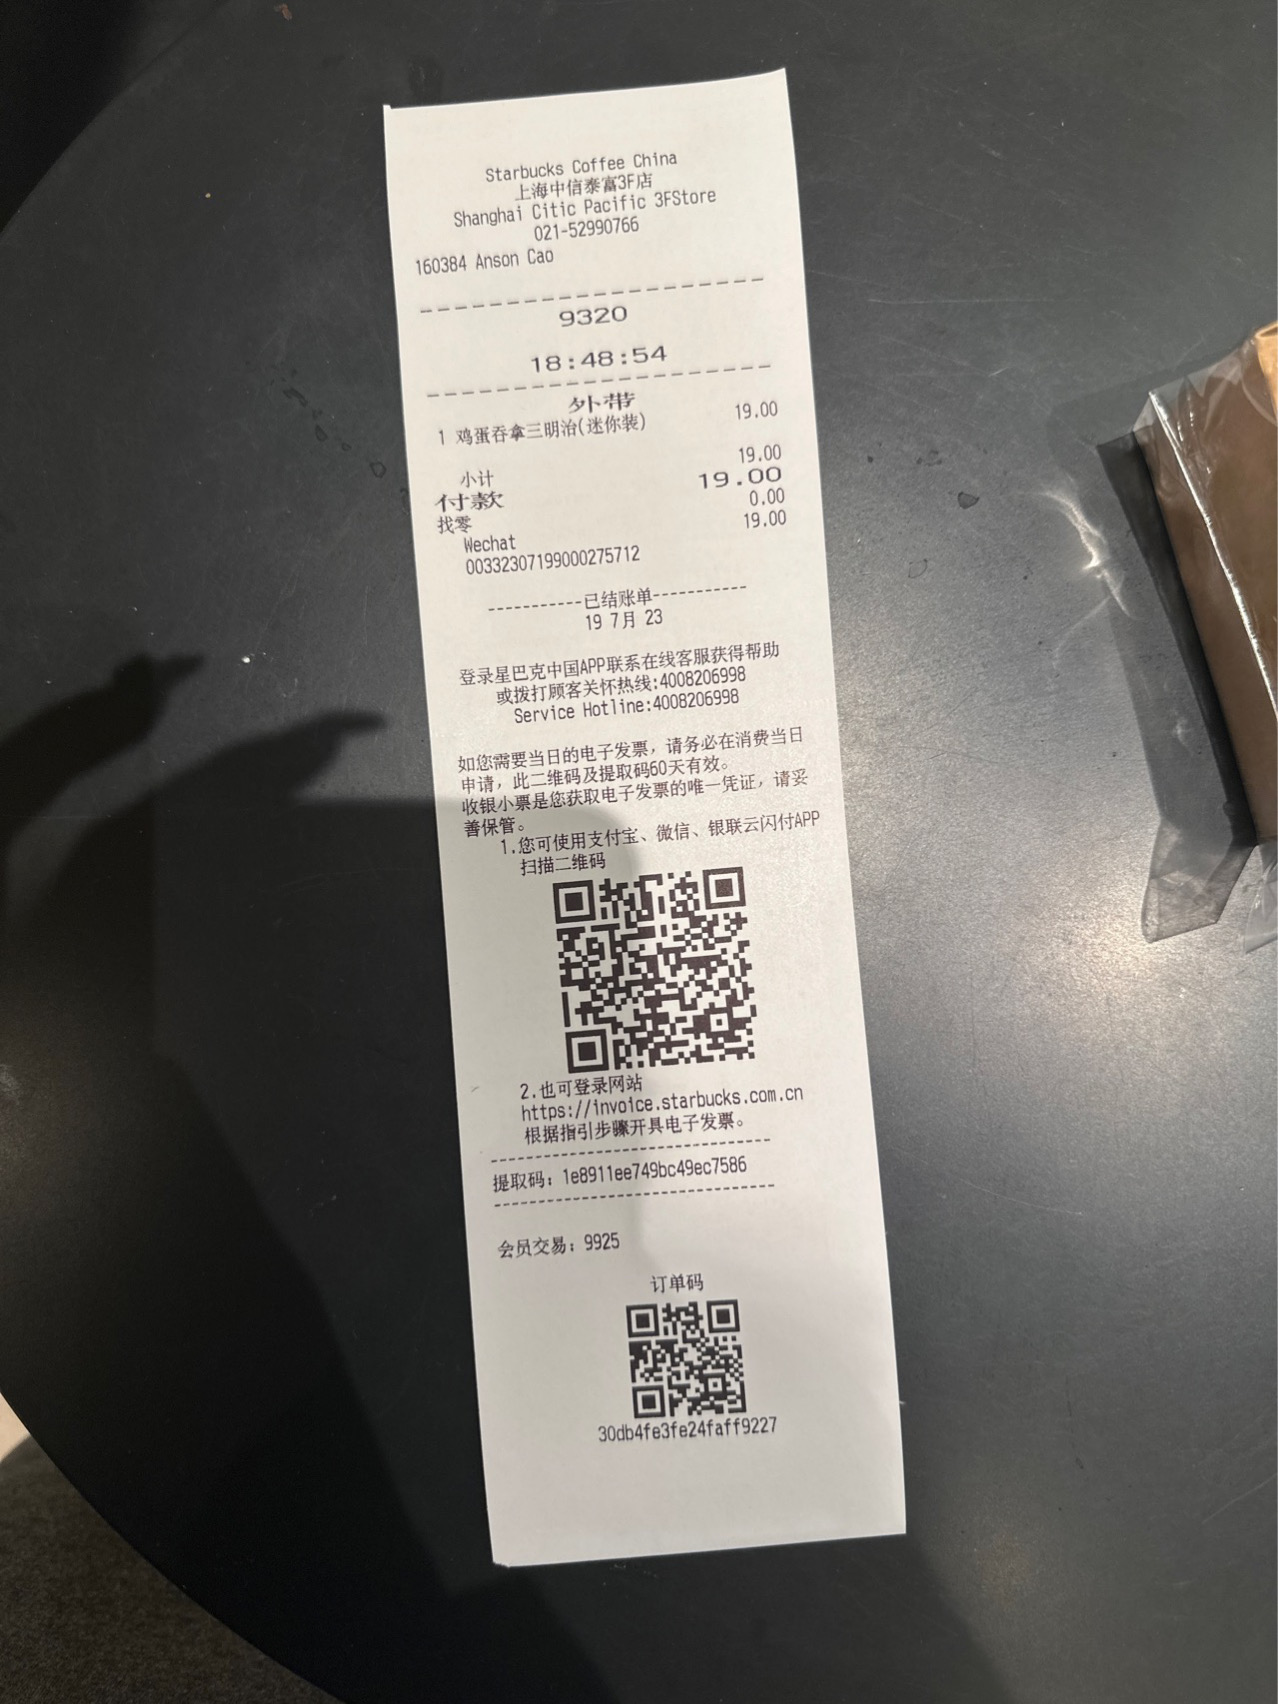 Starbucks Coffee China
上海中信泰富3F店
Shanghai Citic Pacific 3FStore
021-52990766
160384 Anson Cao
--------------------
9320
18:48:54
--------------------
外带
1 鸡蛋吞拿三明治(迷你装) 19.00
小计 19.00
付款 19.00
找零 0.00
Wechat 19.00
00332307199000275712
-----------已结账单-----------
19 7月 23
登录星巴克中国APP联系在线客服获得帮助
或拨打顾客关怀热线:4008206998
Service Hotline:4008206998
如您需要当日的电子发票，请务必在消费当日
申请，此二维码及提取码60天有效。
收银小票是您获取电子发票的唯一凭证，请妥
善保管。
1.您可使用支付宝、微信、银联云闪付APP
扫描二维码
2.也可登录网站
https://invoice.starbucks.com.cn
根据指引步骤开具电子发票。
------------------------------
提取码：1e8911ee749bc49ec7586
------------------------------
会员交易：9925
订单码
30db4fe3fe24faff9227